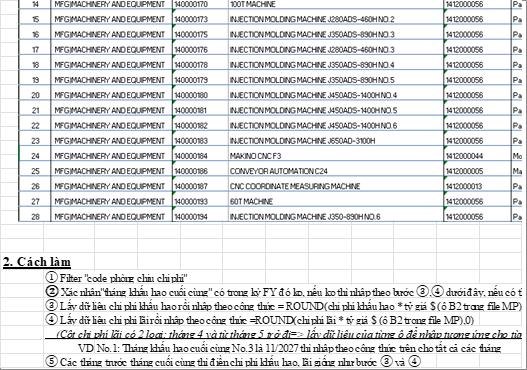 14 MFG)MACHINERY AND EQUIPMENT 140000170 100T MACHINE 1412000056 Pa
15 MFG)MACHINERY AND EQUIPMENT 140000173 INJECTION MOLDING MACHINE J280ADS-460H NO.2 1412000056 Pa
16 MFG)MACHINERY AND EQUIPMENT 140000175 INJECTION MOLDING MACHINE J350ADS-890H NO.3 1412000056 Pa
17 MFG)MACHINERY AND EQUIPMENT 140000176 INJECTION MOLDING MACHINE J280ADS-460H NO.3 1412000056 Pa
18 MFG)MACHINERY AND EQUIPMENT 140000178 INJECTION MOLDING MACHINE J350ADS-890H NO.4 1412000056 Pa
19 MFG)MACHINERY AND EQUIPMENT 140000179 INJECTION MOLDING MACHINE J350ADS-890H NO.5 1412000056 Pa
20 MFG)MACHINERY AND EQUIPMENT 140000180 INJECTION MOLDING MACHINE J450ADS-1400H NO.4 1412000056 Pa
21 MFG)MACHINERY AND EQUIPMENT 140000181 INJECTION MOLDING MACHINE J450ADS-1400H NO.5 1412000056 Pa
22 MFG)MACHINERY AND EQUIPMENT 140000182 INJECTION MOLDING MACHINE J450ADS-1400H NO.6 1412000056 Pa
23 MFG)MACHINERY AND EQUIPMENT 140000183 INJECTION MOLDING MACHINE J650AD-3100H 1412000056 Pa
24 MFG)MACHINERY AND EQUIPMENT 140000184 MAKINO CNC F3 1412000044 Mo
25 MFG)MACHINERY AND EQUIPMENT 140000186 CONVEYOR AUTOMATION C24 1412000005 Ma
26 MFG)MACHINERY AND EQUIPMENT 140000187 CNC COORDINATE MEASURING MACHINE 1412000013 Pa
27 MFG)MACHINERY AND EQUIPMENT 140000193 60T MACHINE 1412000056 Pa
28 MFG)MACHINERY AND EQUIPMENT 140000194 INJECTION MOLDING MACHINE J350-890H NO.6 1412000056 Pa
2. Cách làm
① Filter "code phòng chịu chi phí"
② Xác nhận"tháng khấu hao cuối cùng" có trong kỳ FY đó ko, nếu ko thì nhập theo bước ③,④ dưới đây, nếu có t
③ Lấy dữ liệu chi phí khấu hao rồi nhập công thức = ROUND(chi phí khấu hao * tỷ giá $ (ô B2 trong file MP)
④ Lấy dữ liệu chi phí lãi rồi nhập theo công thức =ROUND(chi phí lãi * tỷ giá $ (ô B2 trong file MP),0)
(Cột chi phí lãi có 2 loại: tháng 4 và từ tháng 5 trở đi=> lấy dữ liệu của từng ô để nhập tương ứng cho từ
VD No.1: Tháng khấu hao cuối cùng No.3 là 11/2027 thì nhập theo công thức trên cho tất cả các tháng
⑤ Các tháng trước tháng cuối cùng thì điền chi phí khấu hao, lãi giống như bước ③ và ④